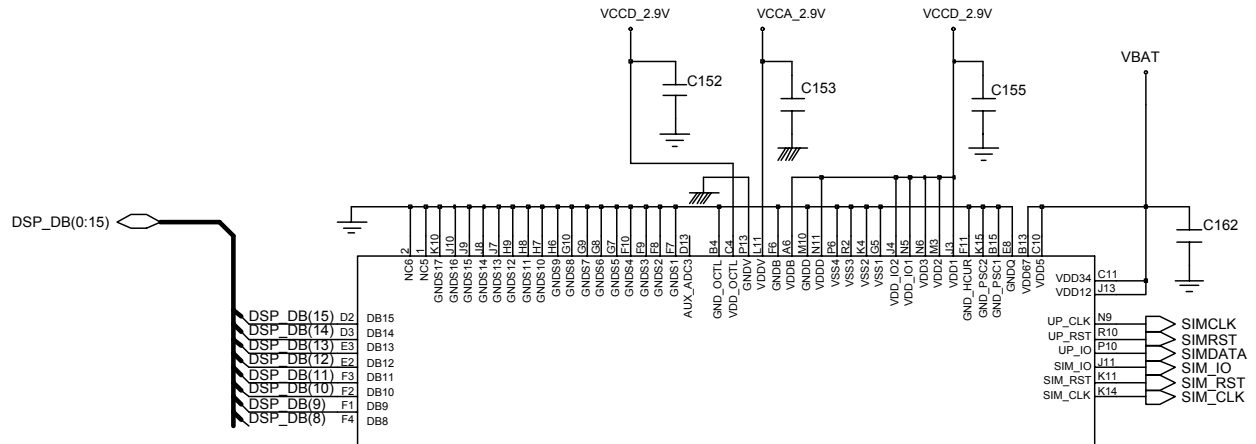 VCCD_2.9V VCCA_2.9V VCCD_2.9V
VBAT
C152 C153 C155
C162
DSP_DB(0:15)
2 1 K10 J10 J9 J8 J7 H9 H8 H7 H6 G10 G9 G8 G7 F10 F9 F8 F7 D13 B4 C4 P13 L11 F6 A6 M10 N11 P6 R2 K4 G5 J4 N5 N6 M3 J3 F11 K15 B15 E8 B13 C10
NC6 NC5 GNDS17 GNDS16 GNDS15 GNDS14 GNDS13 GNDS12 GNDS11 GNDS10 GNDS9 GNDS8 GNDS7 GNDS6 GNDS5 GNDS4 GNDS3 GNDS2 GNDS1 AUX_ADC3 GND_OCTL VDD_OCTL GNDV VDDV GNDB VDDB GNDD VDDD VSS4 VSS3 VSS2 VSS1 VDD_IO2 VDD_IO1 VDD3 VDD2 VDD1 GND_HCUR GND_PSC2 GND_PSC1 GNDQ VDD67 VDD5
VDD34 C11
VDD12 J13
DSP_DB(15) D2 DB15
DSP_DB(14) D3 DB14
DSP_DB(13) E3 DB13
DSP_DB(12) E2 DB12
DSP_DB(11) F3 DB11
DSP_DB(10) F2 DB10
DSP_DB(9) F1 DB9
DSP_DB(8) F4 DB8
UP_CLK N9 SIMCLK
UP_RST R10 SIMRST
UP_IO P10 SIMDATA
SIM_IO J11 SIM_IO
SIM_RST K11 SIM_RST
SIM_CLK K14 SIM_CLK